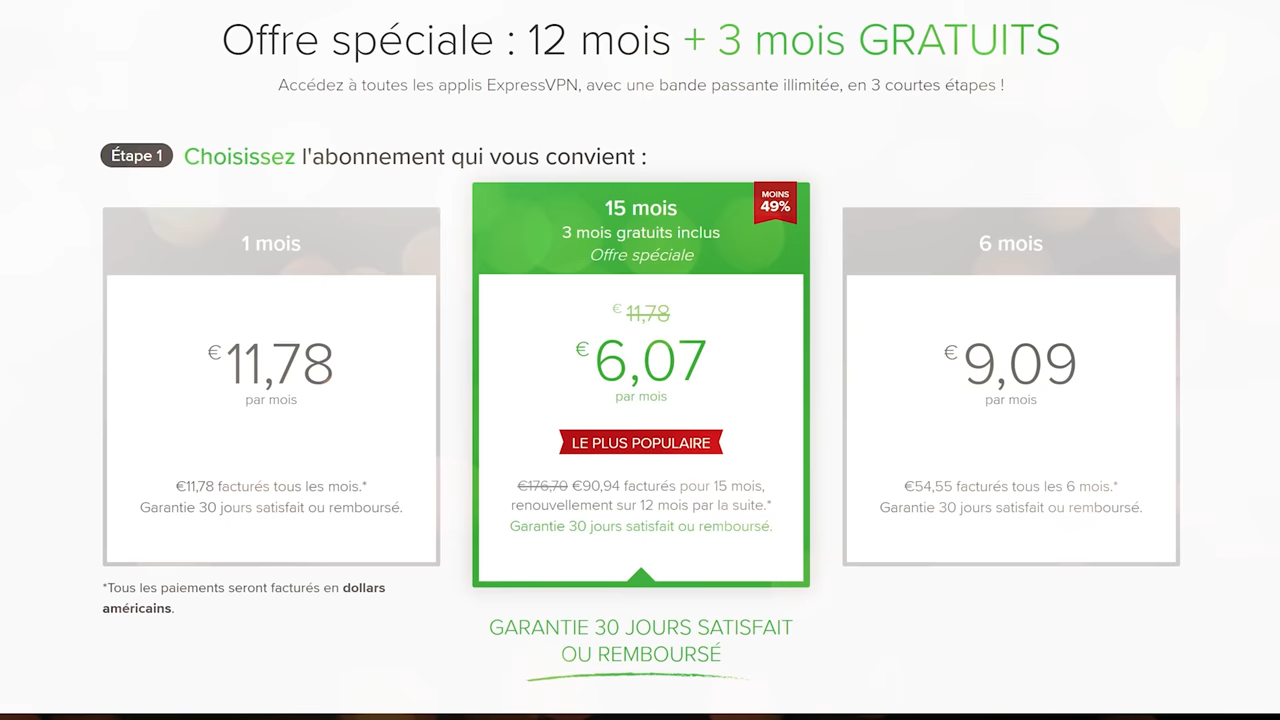 Offre spéciale : 12 mois + 3 mois GRATUITS
Accédez à toutes les applis ExpressVPN, avec une bande passante illimitée, en 3 courtes étapes !
Étape 1 Choisissez l'abonnement qui vous convient :
1 mois
€ 11,78
par mois
€11,78 facturés tous les mois.*
Garantie 30 jours satisfait ou remboursé.
*Tous les paiements seront facturés en dollars
américains.
MOINS
49%
15 mois
3 mois gratuits inclus
Offre spéciale
€ 11,78
€ 6,07
par mois
LE PLUS POPULAIRE
€176,70 €90,94 facturés pour 15 mois,
renouvellement sur 12 mois par la suite.*
Garantie 30 jours satisfait ou remboursé.
GARANTIE 30 JOURS SATISFAIT
OU REMBOURSÉ
6 mois
€ 9,09
par mois
€54,55 facturés tous les 6 mois.*
Garantie 30 jours satisfait ou remboursé.